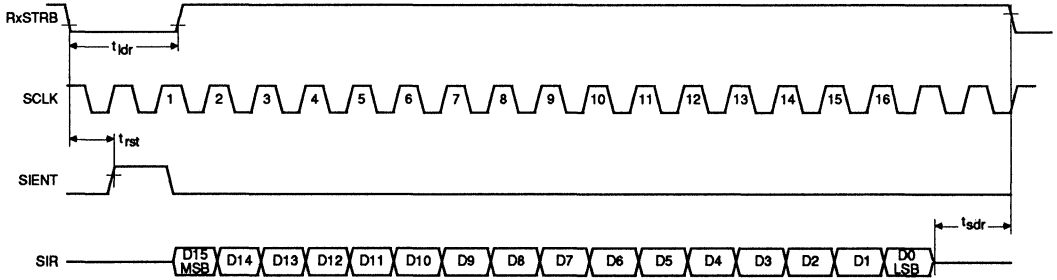 RxSTRB
tldr
SCLK 1 2 3 4 5 6 7 8 9 10 11 12 13 14 15 16
trst
SIENT
tsdr
SIR D15 MSB D14 D13 D12 D11 D10 D9 D8 D7 D6 D5 D4 D3 D2 D1 D0 LSB